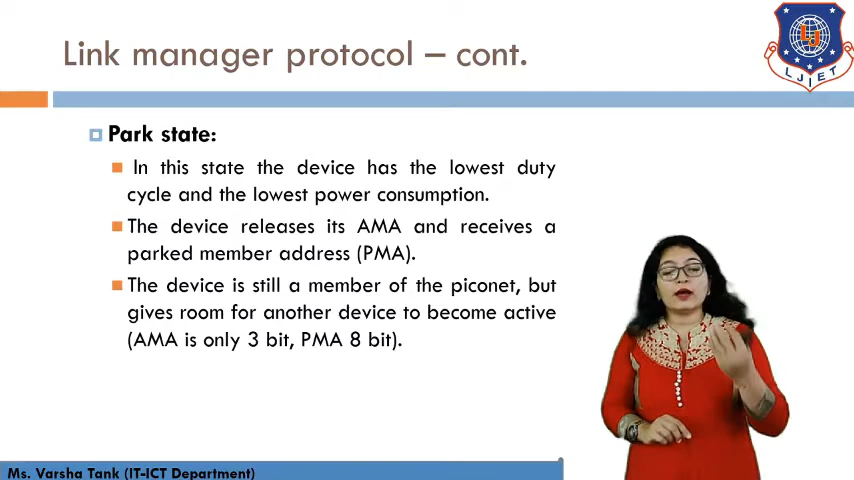 Link manager protocol – cont.
LJIET
Park state:
In this state the device has the lowest duty
cycle and the lowest power consumption.
The device releases its AMA and receives a
parked member address (PMA).
The device is still a member of the piconet, but
gives room for another device to become active
(AMA is only 3 bit, PMA 8 bit).
Ms. Varsha Tank (IT-ICT Department)